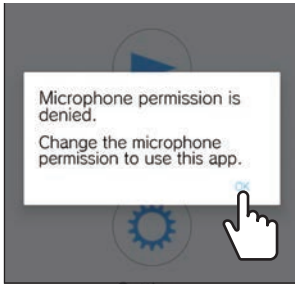 Microphone permission is
denied.
Change the microphone
permission to use this app.